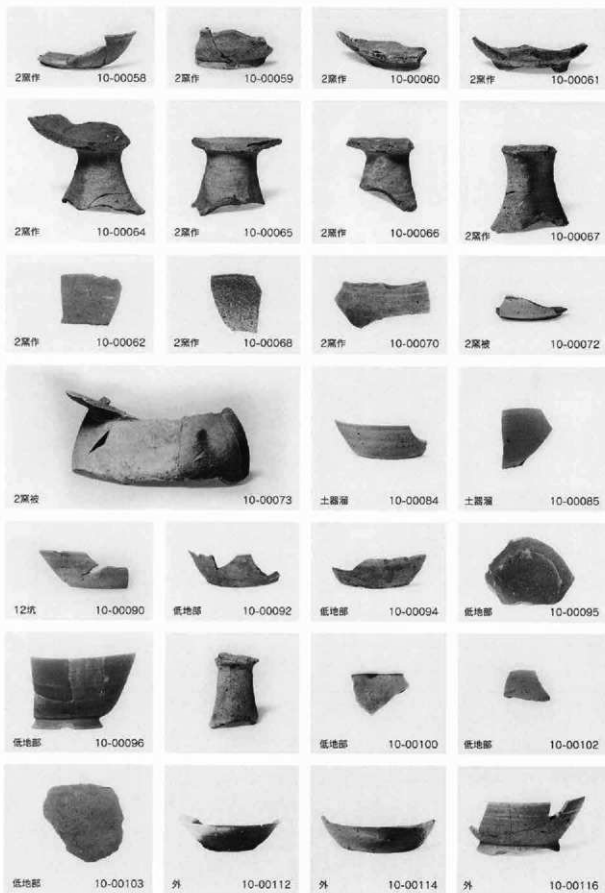 2窯作 10-00058
2窯作 10-00059
2窯作 10-00060
2窯作 10-00061
2窯作 10-00064
2窯作 10-00065
2窯作 10-00066
2窯作 10-00067
2窯作 10-00062
2窯作 10-00068
2窯作 10-00070
2窯被 10-00072
2窯被 10-00073
土器溜 10-00084
土器溜 10-00085
12坑 10-00090
低地部 10-00092
低地部 10-00094
低地部 10-00095
低地部 10-00096
低地部 10-00100
低地部 10-00102
低地部 10-00103
外 10-00112
外 10-00114
外 10-00116